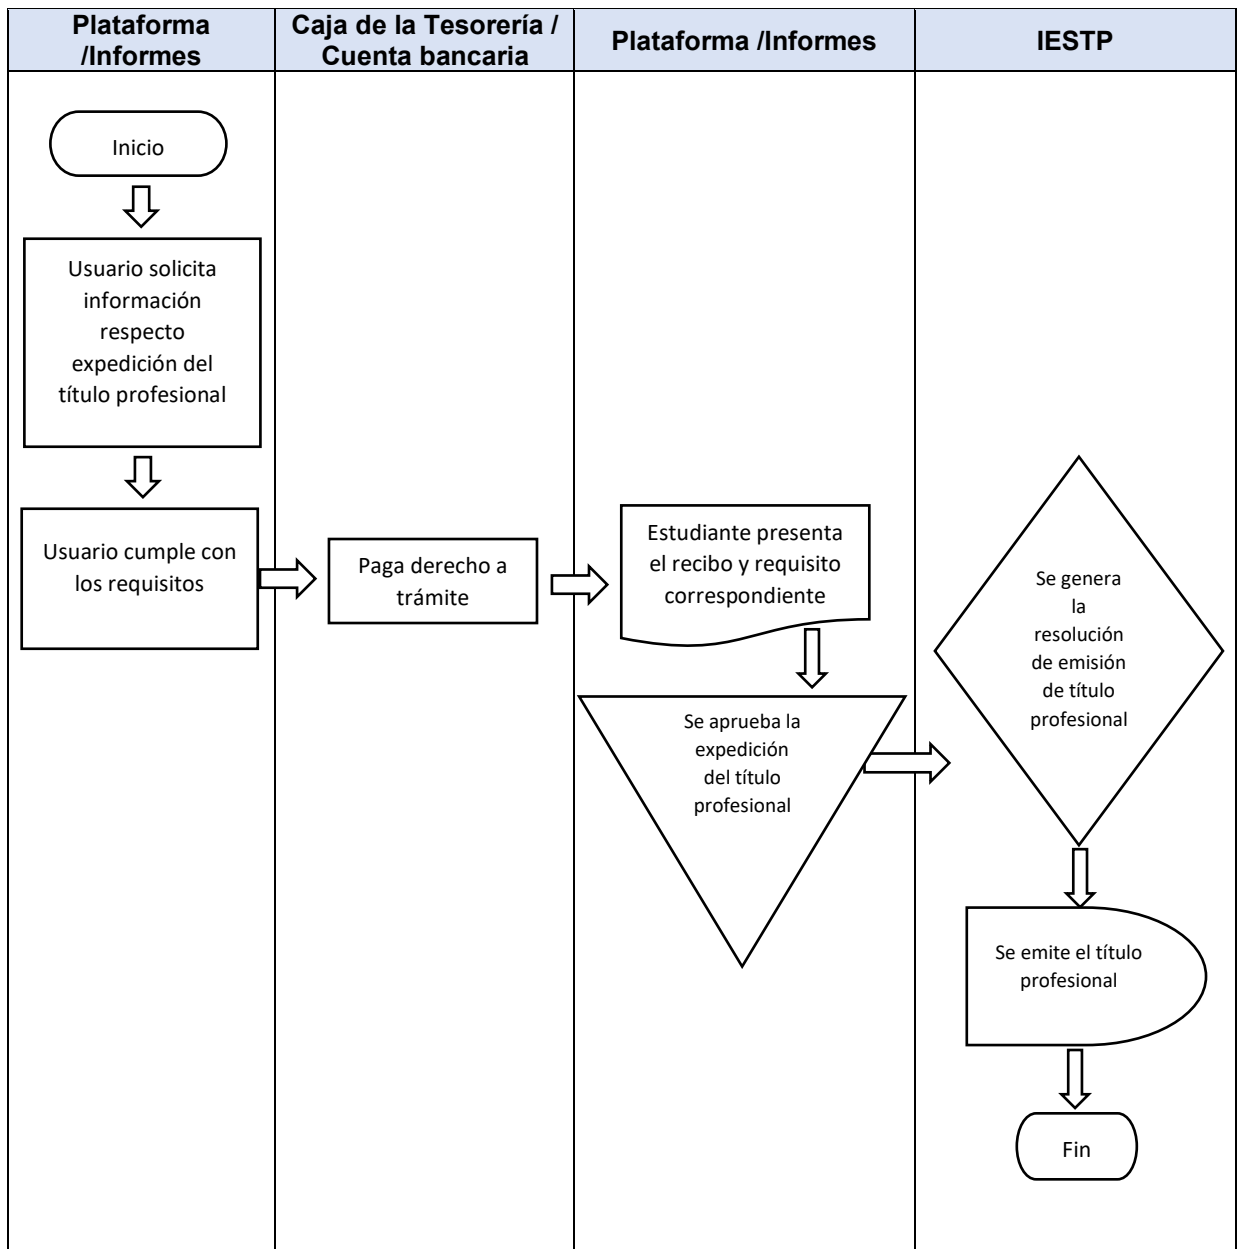 Plataforma
/Informes
Caja de la Tesorería /
Cuenta bancaria
Plataforma /Informes
IESTP
Inicio
Usuario solicita
información
respecto
expedición del
título profesional
Usuario cumple con
los requisitos
Paga derecho a
trámite
Estudiante presenta
el recibo y requisito
correspondiente
Se aprueba la
expedición
del título
profesional
Se genera
la
resolución
de emisión
de título
profesional
Se emite el título
profesional
Fin